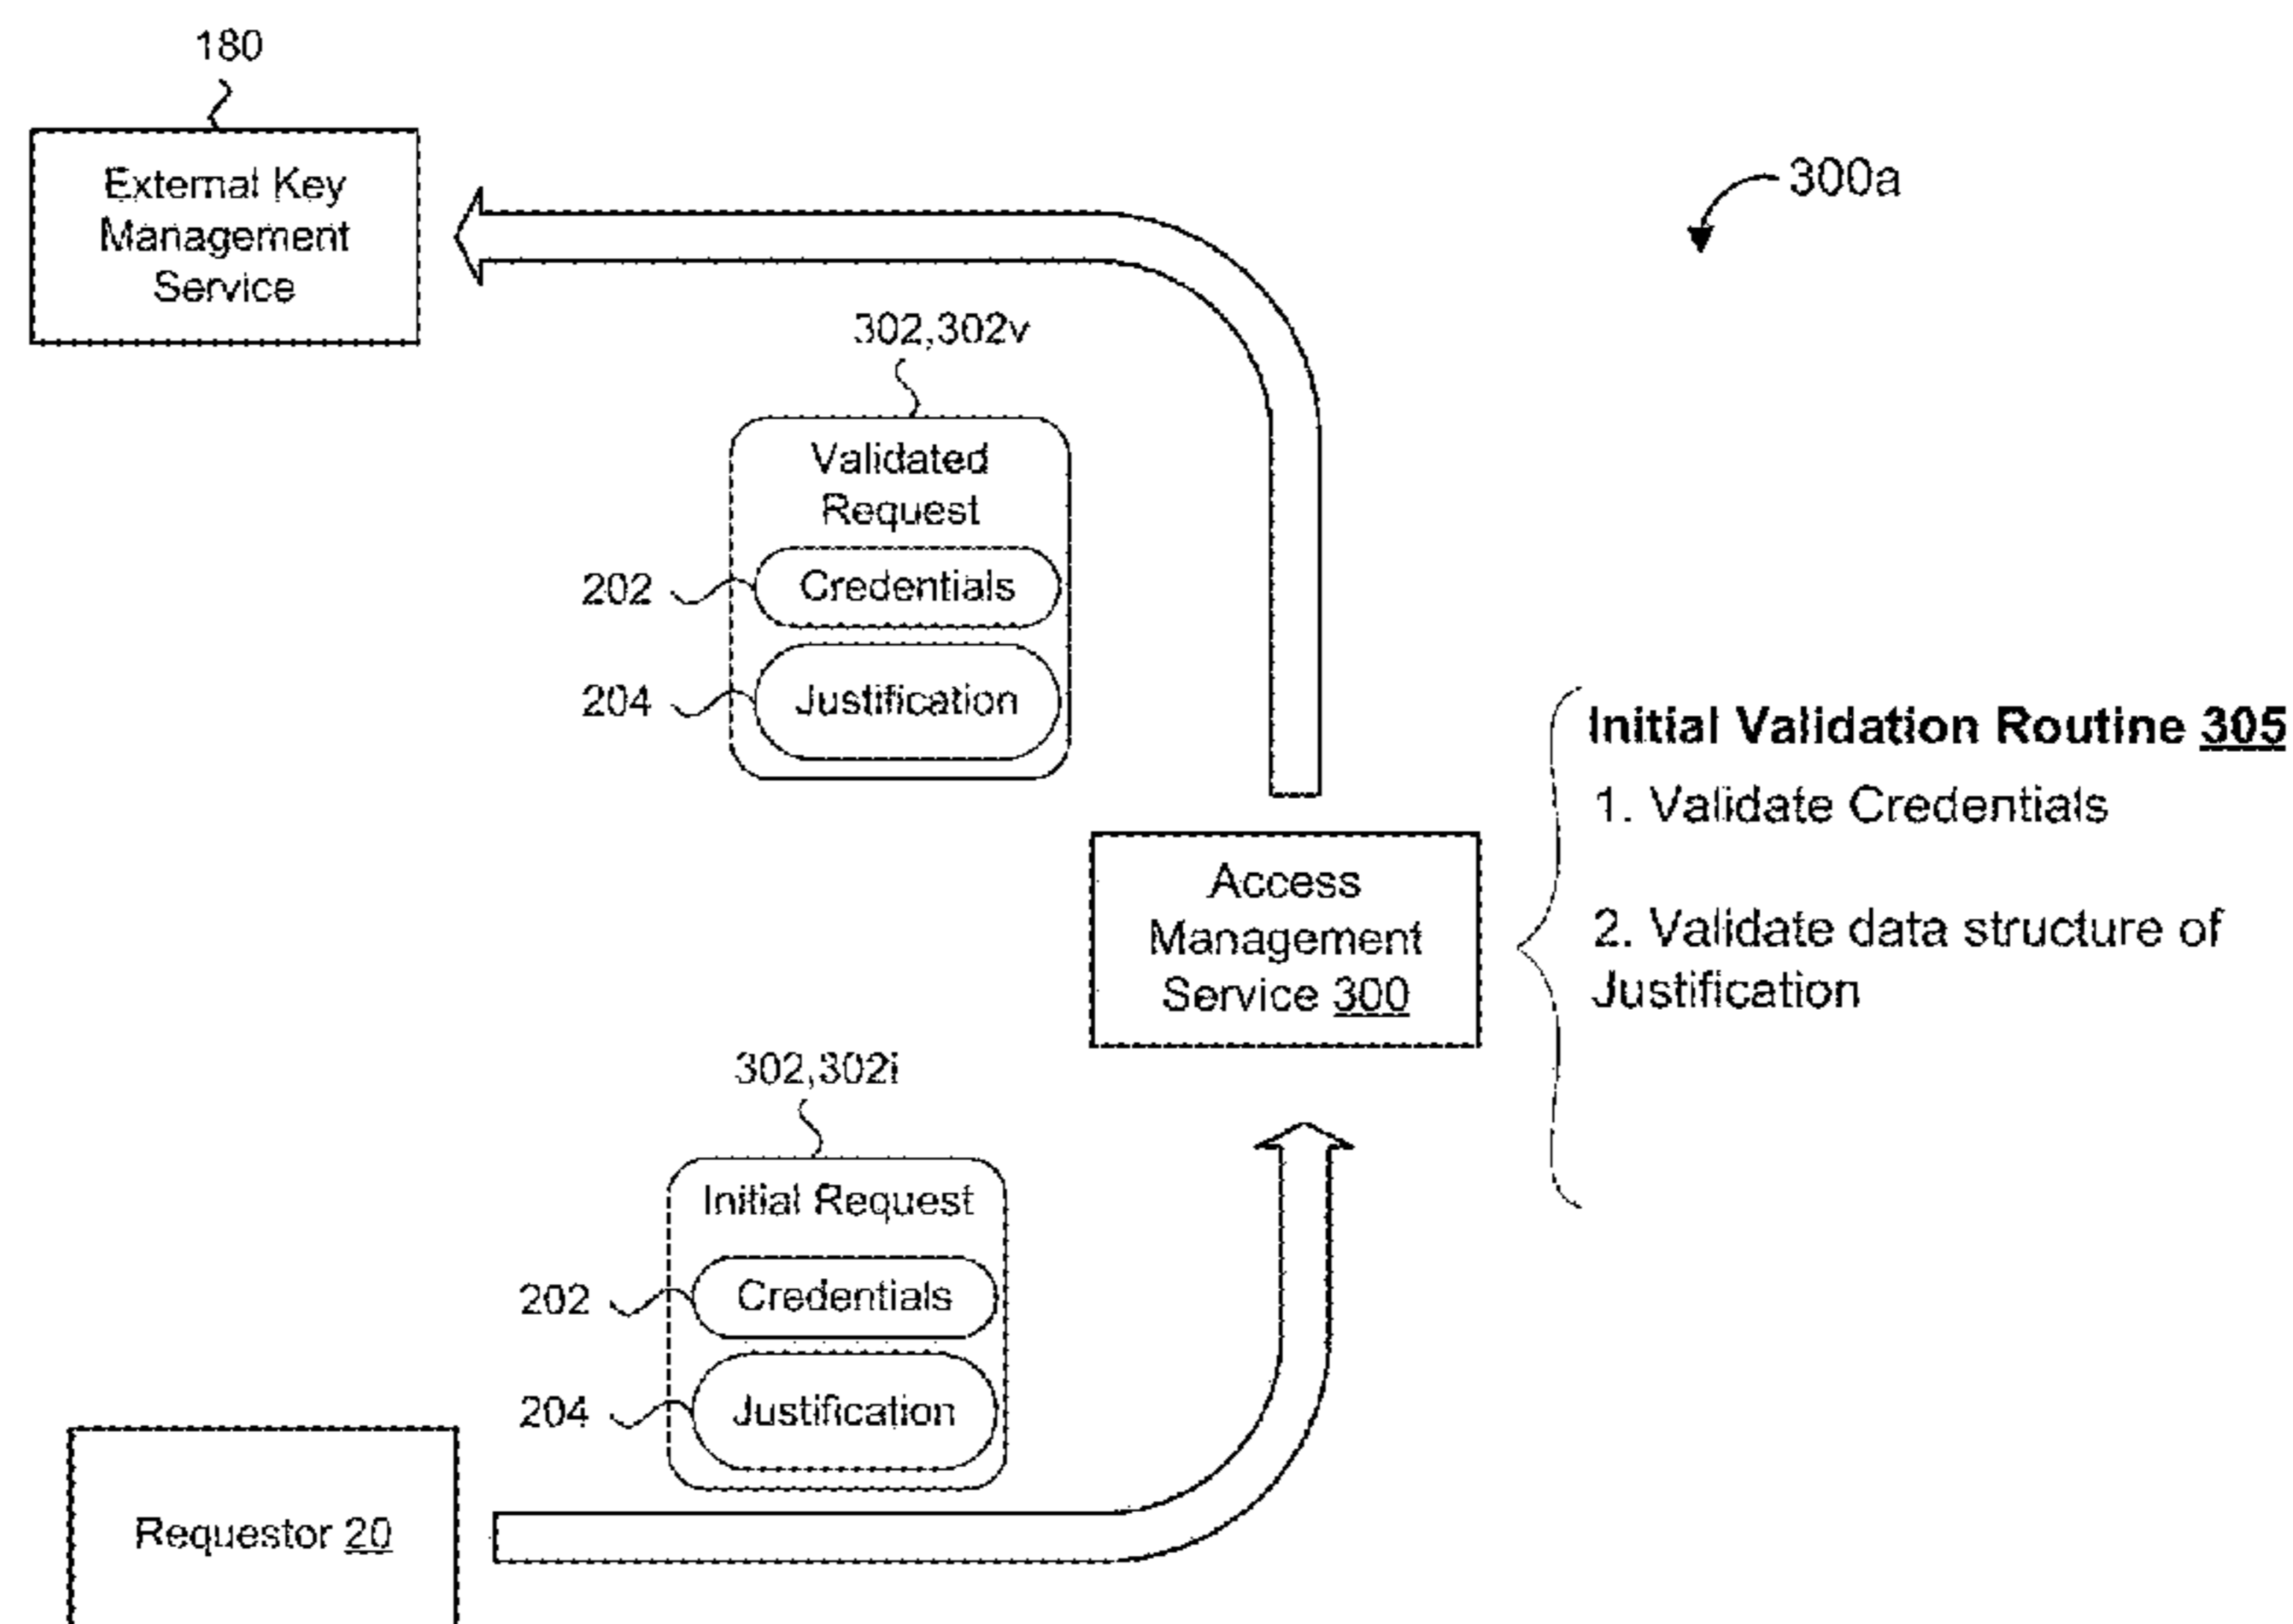 180
External Key
Management
Service
300a
302,302v
Validated
Request
202
Credentials
204
Justification
Initial Validation Routine 305
1. Validate Credentials
2. Validate data structure of
Justification
Access
Management
Service 300
302,302i
Initial Request
202
Credentials
204
Justification
Requestor 20